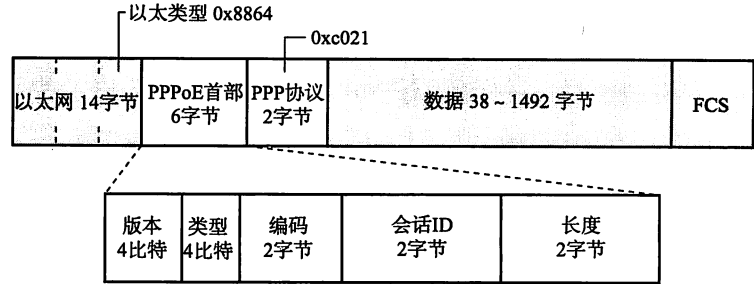 以太类型 0x8864
0xc021
以太网 14字节
PPPoE首部
6字节
PPP协议
2字节
数据 38～1492 字节
FCS
版本
4比特
类型
4比特
编码
2字节
会话ID
2字节
长度
2字节